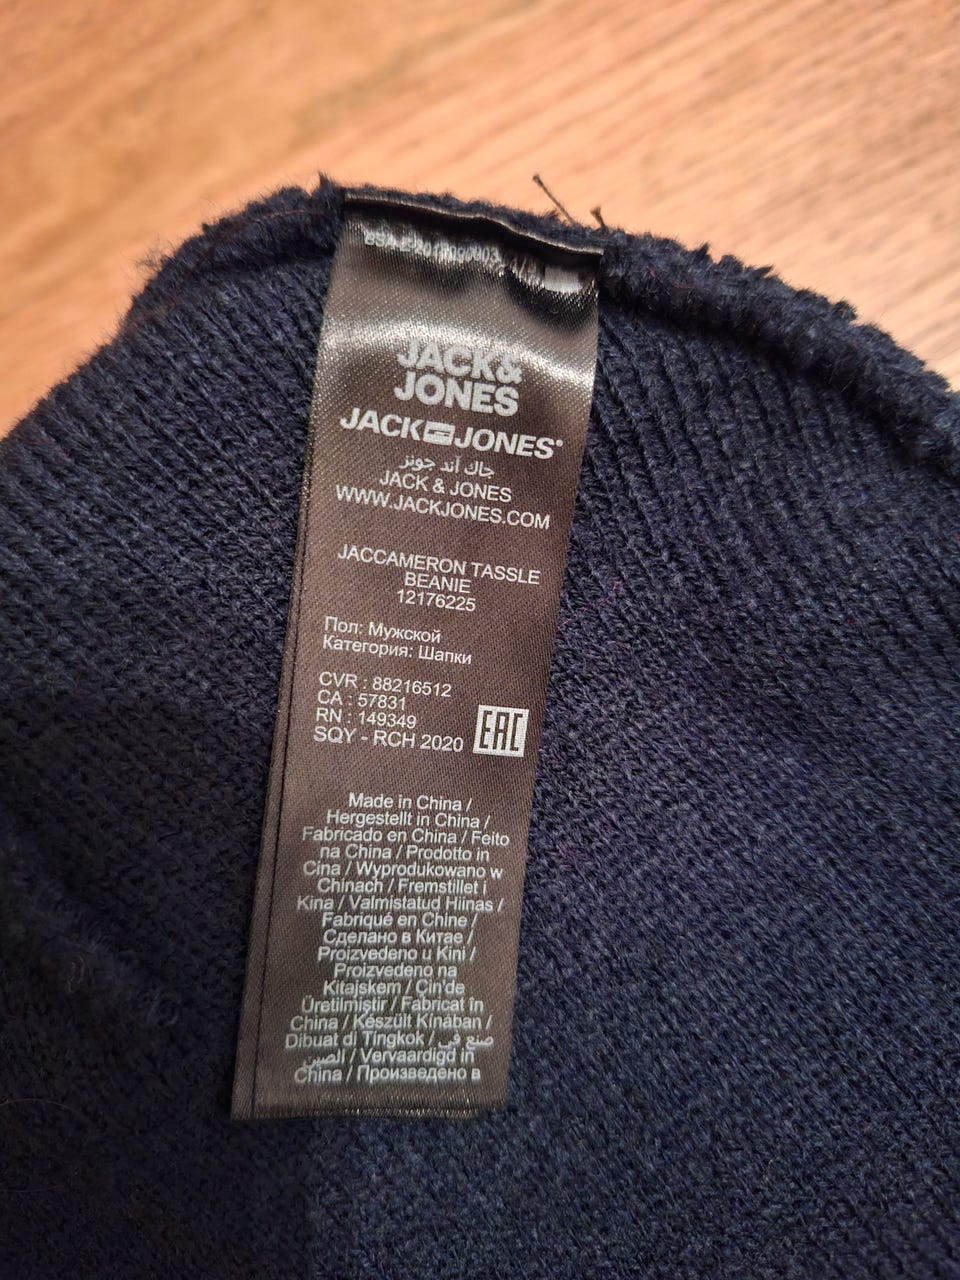 JACK&
JONES
JACK JONES®
جاك آند جونز
JACK & JONES
WWW.JACKJONES.COM
JACCAMERON TASSLE
BEANIE
12176225
Пол: Мужской
Категория: Шапки
CVR : 88216512
CA : 57831
RN : 149349
SQY - RCH 2020
EAC
Made in China /
Hergestellt in China /
Fabricado en China / Feito
na China / Prodotto in
Cina / Wyprodukowano w
Chinach / Fremstillet i
Kina / Valmistatud Hiinas /
Fabriqué en Chine /
Сделано в Китае /
Proizvedeno u Kini /
Proizvedeno na
Kitajskem / Çin'de
Üretilmiştir / Fabricat în
China / Készült Kínában /
Dibuat di Tingkok / صنع في
الصين / Vervaardigd in
China / Произведено в